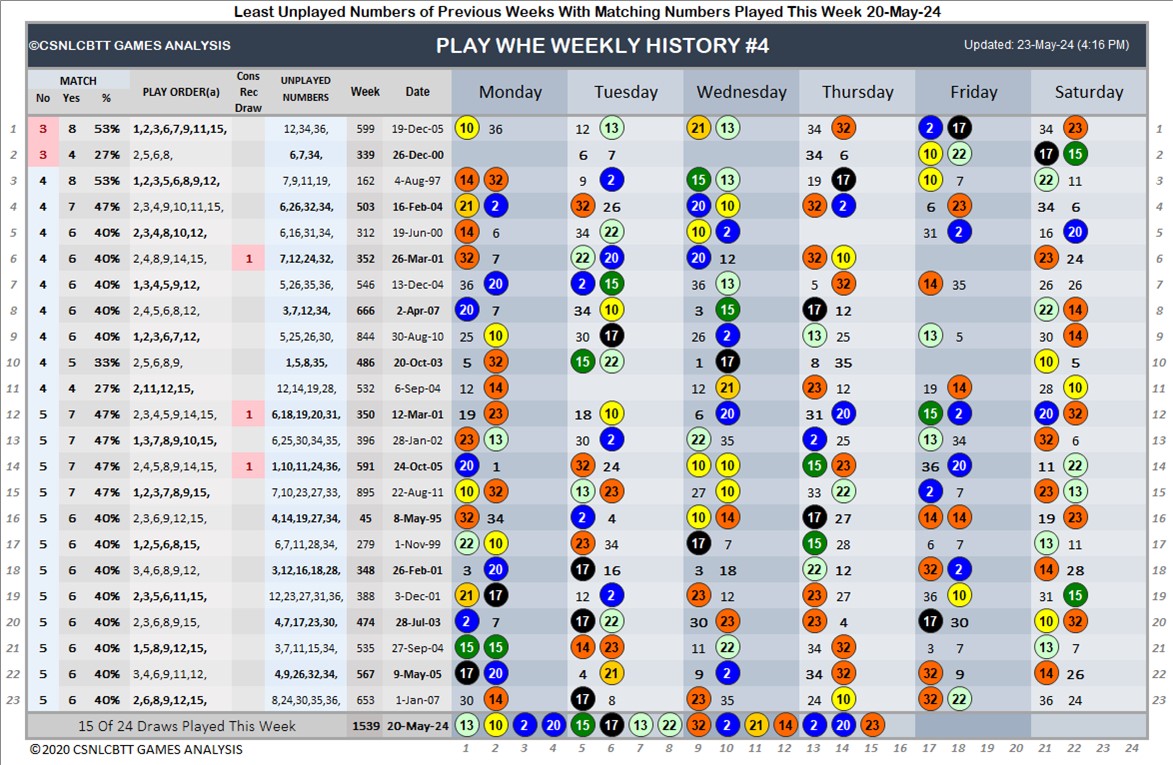 Least Unplayed Numbers of Previous Weeks With Matching Numbers Played This Week 20-May-24
©CSNLCBTT GAMES ANALYSIS PLAY WHE WEEKLY HISTORY #4 Updated: 23-May-24 (4:16 PM)
MATCH Cons Rec Draw
No Yes % PLAY ORDER(a) UNPLAYED NUMBERS Week Date Monday Tuesday Wednesday Thursday Friday Saturday
1 3 8 53% 1,2,3,6,7,9,11,15, 12,34,36, 599 19-Dec-05 10 36 12 13 21 13 34 32 2 17 34 23 1
2 3 4 27% 2,5,6,8, 6,7,34, 339 26-Dec-00 6 7 34 6 10 22 17 15 2
3 4 8 53% 1,2,3,5,6,8,9,12, 7,9,11,19, 162 4-Aug-97 14 32 9 2 15 13 19 17 10 7 22 11 3
4 4 7 47% 2,3,4,9,10,11,15, 6,26,32,34, 503 16-Feb-04 21 2 32 26 20 10 32 2 6 23 34 6 4
5 4 6 40% 2,3,4,8,10,12, 6,16,31,34, 312 19-Jun-00 14 6 34 22 10 2 31 2 16 20 5
6 4 6 40% 2,4,8,9,14,15, 1 7,12,24,32, 352 26-Mar-01 32 7 22 20 20 12 32 10 23 24 6
7 4 6 40% 1,3,4,5,9,12, 5,26,35,36, 546 13-Dec-04 36 20 2 15 36 13 5 32 14 35 26 26 7
8 4 6 40% 2,4,5,6,8,12, 3,7,12,34, 666 2-Apr-07 20 7 34 10 3 15 17 12 22 14 8
9 4 6 40% 1,2,3,6,7,12, 5,25,26,30, 844 30-Aug-10 25 10 30 17 26 2 13 25 13 5 30 14 9
10 4 5 33% 2,5,6,8,9, 1,5,8,35, 486 20-Oct-03 5 32 15 22 1 17 8 35 10 5 10
11 4 4 27% 2,11,12,15, 12,14,19,28, 532 6-Sep-04 12 14 12 21 23 12 19 14 28 10 11
12 5 7 47% 2,3,4,5,9,14,15, 1 6,18,19,20,31, 350 12-Mar-01 19 23 18 10 6 20 31 20 15 2 20 32 12
13 5 7 47% 1,3,7,8,9,10,15, 6,25,30,34,35, 396 28-Jan-02 23 13 30 2 22 35 2 25 13 34 32 6 13
14 5 7 47% 2,4,5,8,9,14,15, 1 1,10,11,24,36, 591 24-Oct-05 20 1 32 24 10 10 15 23 36 20 11 22 14
15 5 7 47% 1,2,3,7,8,9,15, 7,10,23,27,33, 895 22-Aug-11 10 32 13 23 27 10 33 22 2 7 23 13 15
16 5 6 40% 2,3,6,9,12,15, 4,14,19,27,34, 45 8-May-95 32 34 2 4 10 14 17 27 14 14 19 23 16
17 5 6 40% 1,2,5,6,8,15, 6,7,11,28,34, 279 1-Nov-99 22 10 23 34 17 7 15 28 6 7 13 11 17
18 5 6 40% 3,4,6,8,9,12, 3,12,16,18,28, 348 26-Feb-01 3 20 17 16 3 18 22 12 32 2 14 28 18
19 5 6 40% 2,3,5,6,11,15, 12,23,27,31,36, 388 3-Dec-01 21 17 12 2 23 12 23 27 36 10 31 15 19
20 5 6 40% 2,3,6,8,9,15, 4,7,17,23,30, 474 28-Jul-03 2 7 17 22 30 23 23 4 17 30 10 32 20
21 5 6 40% 1,5,8,9,12,15, 3,7,11,15,34, 535 27-Sep-04 15 15 14 23 11 22 34 32 3 7 13 7 21
22 5 6 40% 3,4,6,9,11,12, 4,9,26,32,34, 567 9-May-05 17 20 4 21 9 2 34 32 32 9 14 26 22
23 5 6 40% 2,6,8,9,12,15, 8,24,30,35,36, 653 1-Jan-07 30 14 17 8 23 35 24 10 32 22 36 24 23
15 Of 24 Draws Played This Week 1539 20-May-24 13 10 2 20 15 17 13 22 32 2 21 14 2 20 23
© 2020 CSNLCBTT GAMES ANALYSIS 1 2 3 4 5 6 7 8 9 10 11 12 13 14 15 16 17 18 19 20 21 22 23 24